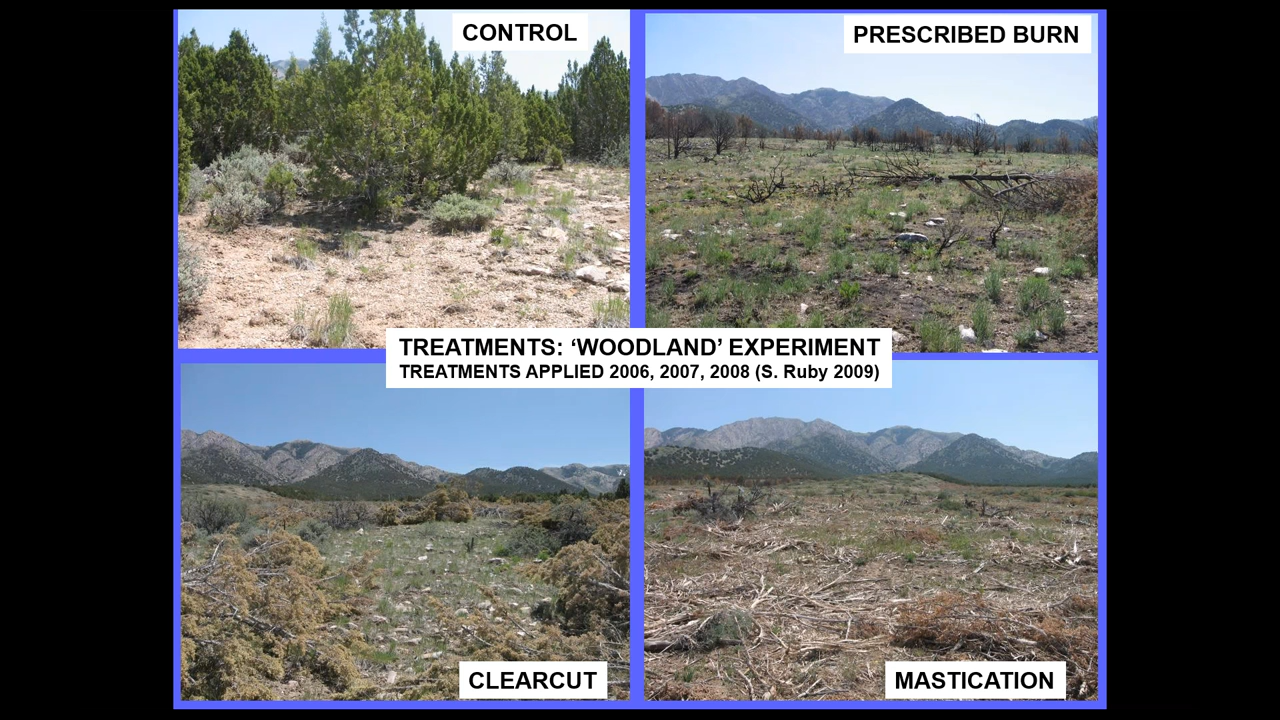 CONTROL
PRESCRIBED BURN
TREATMENTS: ‘WOODLAND’ EXPERIMENT
TREATMENTS APPLIED 2006, 2007, 2008 (S. Ruby 2009)
CLEARCUT
MASTICATION